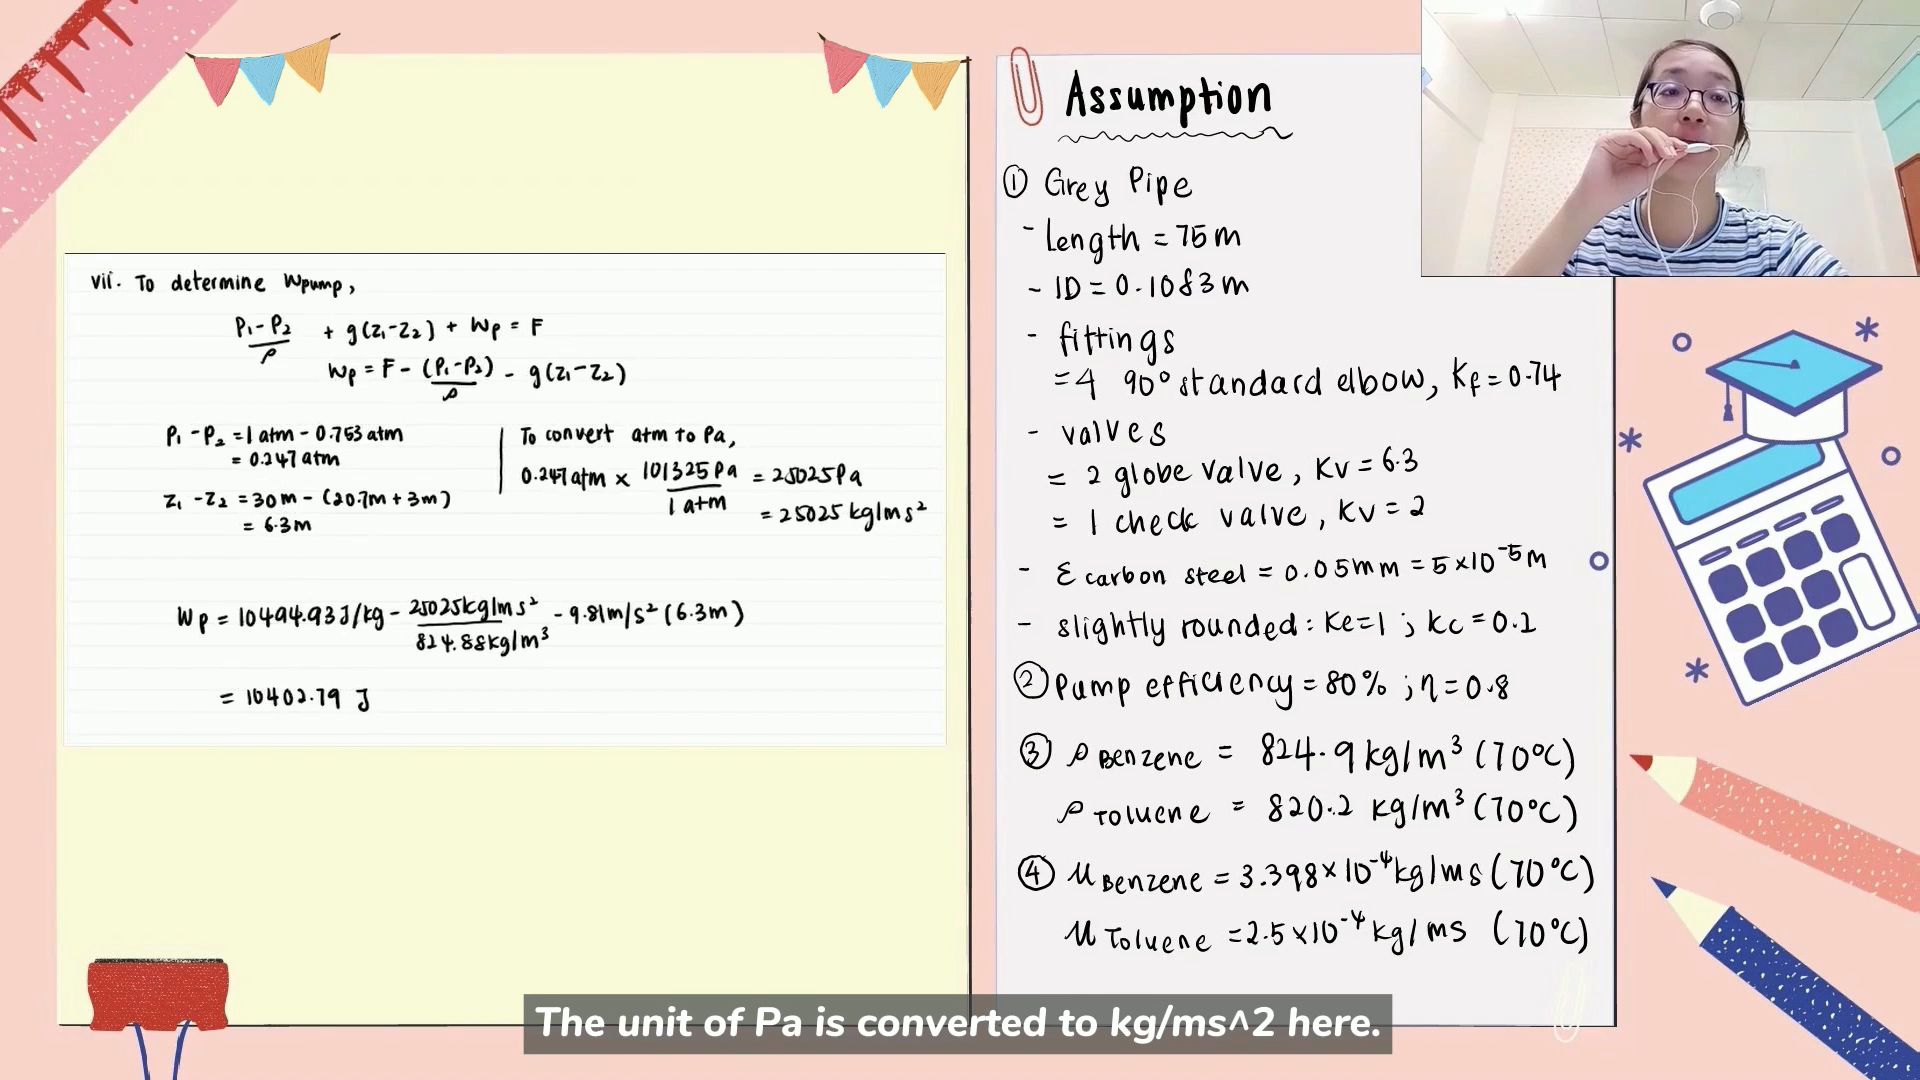 vii. To determine Wpump,
P₁-P₂/ρ + g(z₁-z₂) + Wp = F
Wp = F - (P₁-P₂)/ρ - g(z₁-z₂)
P₁-P₂ = 1 atm - 0.753 atm
= 0.247 atm
z₁-z₂ = 30m - (20.7m + 3m)
= 6.3m
To convert atm to Pa,
0.247 atm × 101325 Pa/1 atm = 25025 Pa
= 25025 kg/ms²
Wp = 10494.93 J/kg - 25025 kg/ms²/824.88 kg/m³ - 9.81m/s² (6.3m)
= 10402.79 J
Assumption
① Grey Pipe
- Length = 75m
- ID = 0.1083m
- fittings
= 4 90° standard elbow, Kf = 0.74
- valves
= 2 globe valve, Kv = 6.3
= 1 check valve, Kv = 2
- ε carbon steel = 0.05mm = 5×10⁻⁵m
- slightly rounded: Ke=1 ; Kc = 0.2
② Pump efficiency = 80% ; η = 0.8
③ ρ Benzene = 824.9 kg/m³ (70°C)
ρ Toluene = 820.2 kg/m³ (70°C)
④ μ Benzene = 3.398×10⁻⁴ kg/ms (70°C)
μ Toluene = 2.5×10⁻⁴ kg/ms (70°C)
The unit of Pa is converted to kg/ms^2 here.